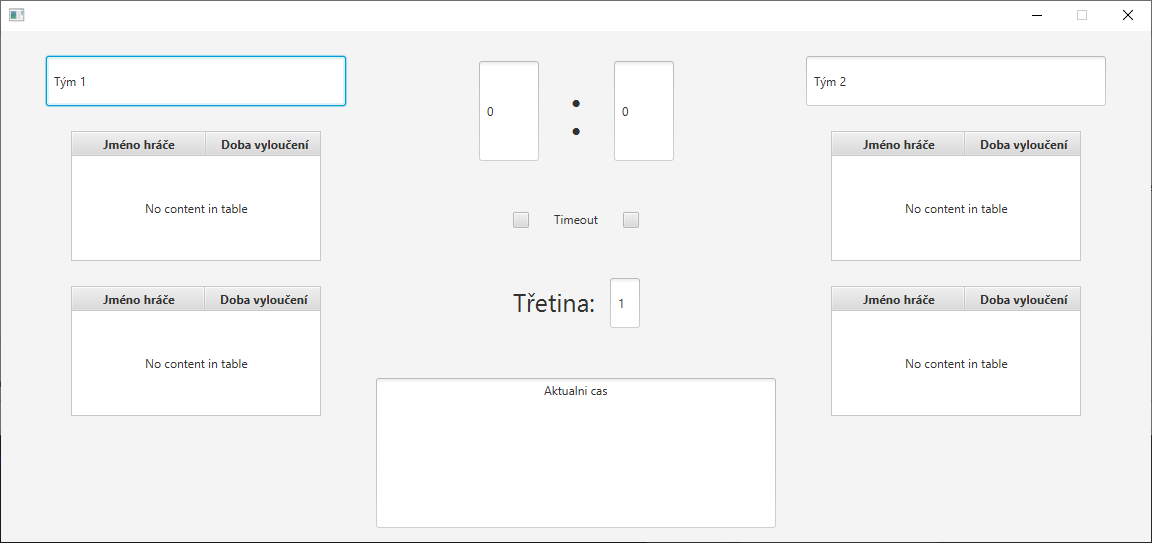 Tým 1
Jméno hráče Doba vyloučení
No content in table
Jméno hráče Doba vyloučení
No content in table
0 : 0
Timeout
Třetina: 1
Aktualni cas
Tým 2
Jméno hráče Doba vyloučení
No content in table
Jméno hráče Doba vyloučení
No content in table